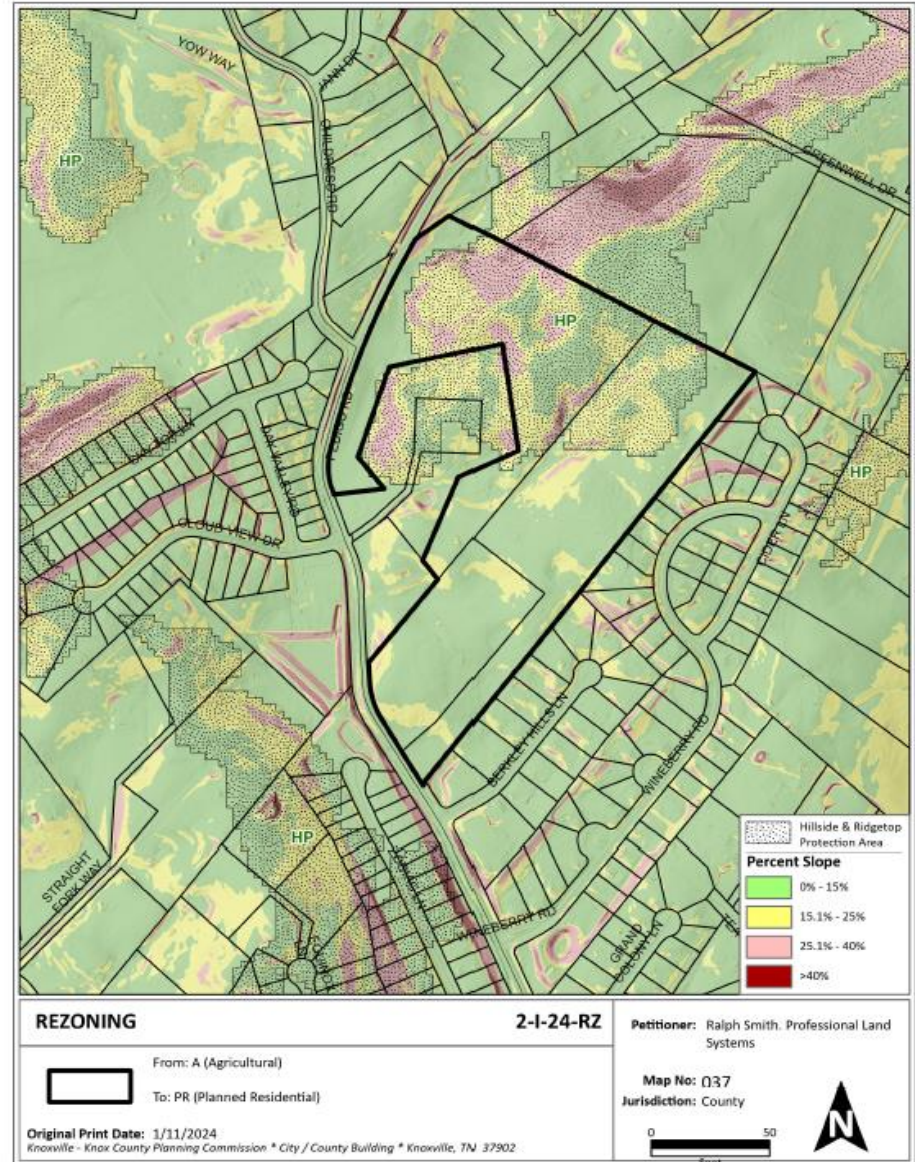 YOW WAY
JANN DR
CHILDRESS RD
HP
GREENWELL DR
HP
CLOUD VIEW DR
HP
BERKLEY HILLS LN
WINEBERRY RD
HP
STRAIGHT
FORK WAY
WINEBERRY RD
GRAND
COLONY LN
Hillside & Ridgetop
Protection Area
Percent Slope
0% - 15%
15.1% - 25%
25.1% - 40%
>40%
REZONING
2-I-24-RZ
From: A (Agricultural)
To: PR (Planned Residential)
Original Print Date: 1/11/2024
Knoxville - Knox County Planning Commission * City / County Building * Knoxville, TN 37902
Petitioner: Ralph Smith. Professional Land
Systems
Map No: 037
Jurisdiction: County
0 50
Feet
N